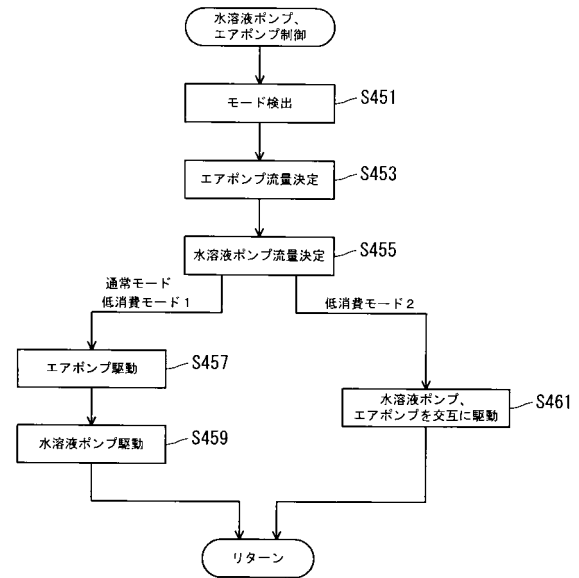 水溶液ポンプ、
エアポンプ制御
モード検出
S451
エアポンプ流量決定
S453
水溶液ポンプ流量決定
S455
通常モード
低消費モード1
低消費モード2
エアポンプ駆動
S457
水溶液ポンプ、
エアポンプを交互に駆動
S461
水溶液ポンプ駆動
S459
リターン